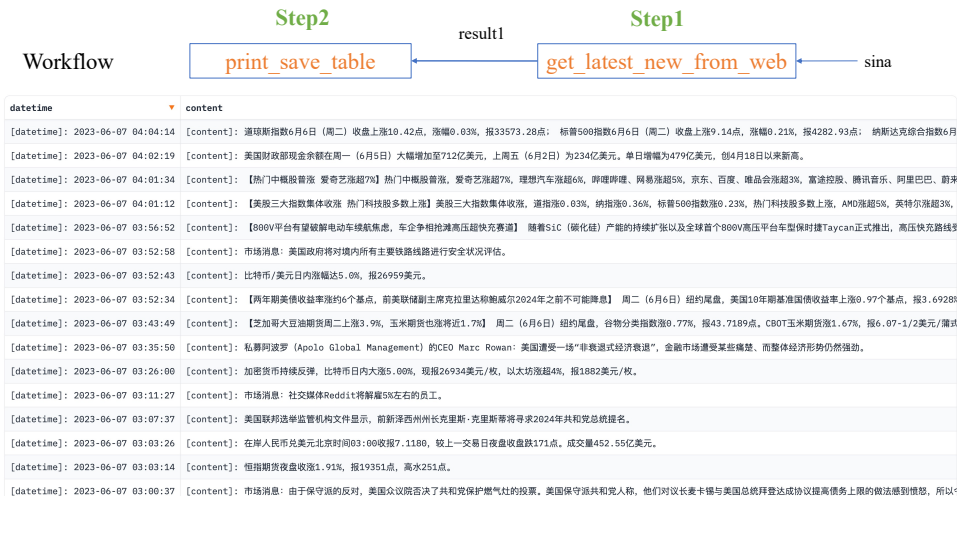 Step2
Step1
result1
Workflow
print_save_table
get_latest_new_from_web
sina
datetime ▼ content
[datetime]: 2023-06-07 04:04:14 [content]: 道琼斯指数6月6日（周二）收盘上涨10.42点，涨幅0.03%，报33573.28点； 标普500指数6月6日（周二）收盘上涨9.14点，涨幅0.21%，报4282.93点； 纳斯达克综合指数6月
[datetime]: 2023-06-07 04:02:19 [content]: 美国财政部现金余额在周一（6月5日）大幅增加至712亿美元，上周五（6月2日）为234亿美元。单日增幅为479亿美元，创4月18日以来新高。
[datetime]: 2023-06-07 04:01:34 [content]: 【热门中概股普涨 爱奇艺涨超7%】热门中概股普涨，爱奇艺涨超7%，理想汽车涨超6%，哔哩哔哩、网易涨超5%，京东、百度、唯品会涨超3%，富途控股、腾讯音乐、阿里巴巴、蔚来
[datetime]: 2023-06-07 04:01:12 [content]: 【美股三大指数集体收涨 热门科技股多数上涨】美股三大指数集体收涨，道指涨0.03%，纳指涨0.36%，标普500指数涨0.23%，热门科技股多数上涨，AMD涨超5%，英特尔涨超3%，
[datetime]: 2023-06-07 03:56:52 [content]: 【800V平台有望破解电动车续航焦虑，车企争相抢滩高压超快充赛道】 随着SiC（碳化硅）产能的持续扩张以及全球首个800V高压平台车型保时捷Taycan正式推出，高压快充路线受
[datetime]: 2023-06-07 03:52:58 [content]: 市场消息：美国政府将对境内所有主要铁路线路进行安全状况评估。
[datetime]: 2023-06-07 03:52:43 [content]: 比特币/美元日内涨幅达5.0%，报26959美元。
[datetime]: 2023-06-07 03:52:34 [content]: 【两年期美债收益率涨约6个基点，前美联储副主席克拉里达称鲍威尔2024年之前不可能降息】 周二（6月6日）纽约尾盘，美国10年期基准国债收益率上涨0.97个基点，报3.6928%
[datetime]: 2023-06-07 03:43:49 [content]: 【芝加哥大豆油期货周二上涨3.9%，玉米期货也涨将近1.7%】 周二（6月6日）纽约尾盘，谷物分类指数涨0.77%，报43.7189点。CBOT玉米期货涨1.67%，报6.07-1/2美元/蒲式
[datetime]: 2023-06-07 03:35:50 [content]: 私募阿波罗（Apolo Global Management）的CEO Marc Rowan：美国遭受一场“非衰退式经济衰退”，金融市场遭受某些痛楚、而整体经济形势仍然强劲。
[datetime]: 2023-06-07 03:26:00 [content]: 加密货币持续反弹，比特币日内大涨5.00%，现报26934美元/枚，以太坊涨超4%，报1882美元/枚。
[datetime]: 2023-06-07 03:11:27 [content]: 市场消息：社交媒体Reddit将解雇5%左右的员工。
[datetime]: 2023-06-07 03:07:37 [content]: 美国联邦选举监管机构文件显示，前新泽西州州长克里斯·克里斯蒂将寻求2024年共和党总统提名。
[datetime]: 2023-06-07 03:03:26 [content]: 在岸人民币兑美元北京时间03:00收报7.1180，较上一交易日夜盘收盘跌171点。成交量452.55亿美元。
[datetime]: 2023-06-07 03:03:14 [content]: 恒指期货夜盘收涨1.91%，报19351点，高水251点。
[datetime]: 2023-06-07 03:00:37 [content]: 市场消息：由于保守派的反对，美国众议院否决了共和党保护燃气灶的投票。美国保守派共和党人称，他们对议长麦卡锡与美国总统拜登达成协议提高债务上限的做法感到愤怒，所以